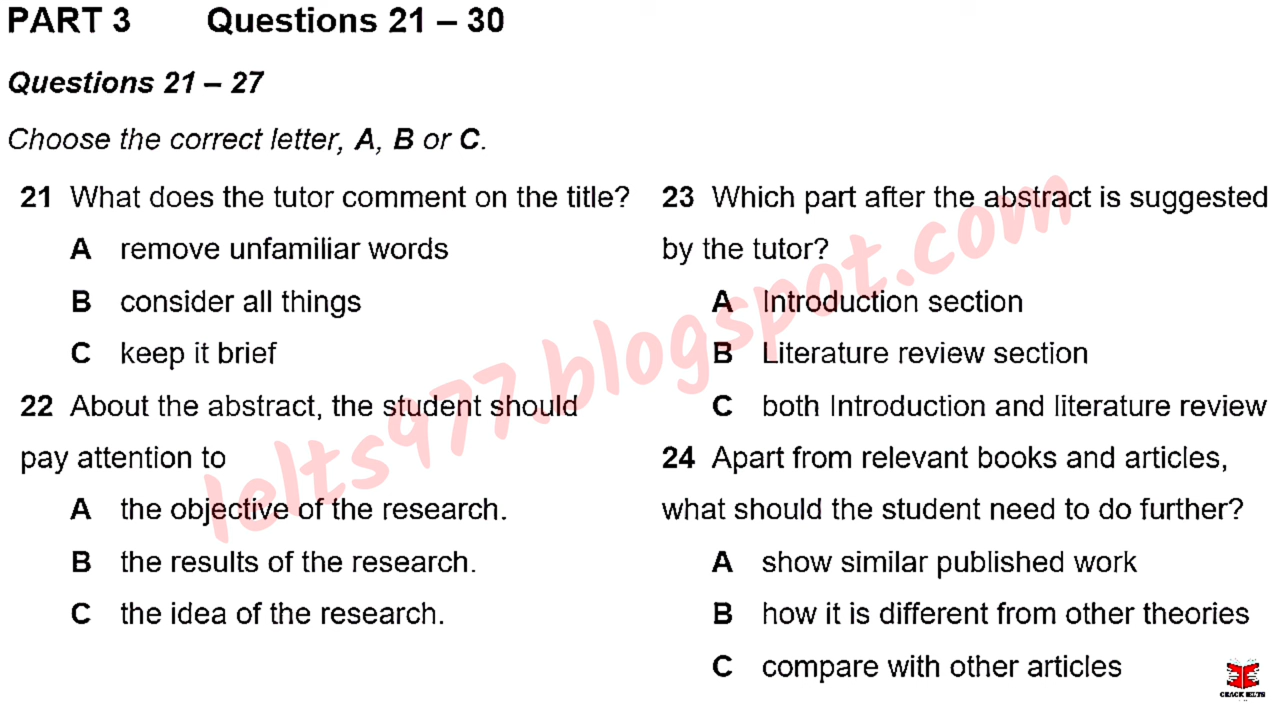 PART 3 Questions 21 – 30
Questions 21 – 27
Choose the correct letter, A, B or C.
21 What does the tutor comment on the title?
A remove unfamiliar words
B consider all things
C keep it brief
22 About the abstract, the student should
pay attention to
A the objective of the research.
B the results of the research.
C the idea of the research.
23 Which part after the abstract is suggested
by the tutor?
A Introduction section
B Literature review section
C both Introduction and literature review
24 Apart from relevant books and articles,
what should the student need to do further?
A show similar published work
B how it is different from other theories
C compare with other articles
Ielts977.blogspot.com
CRACK IELTS